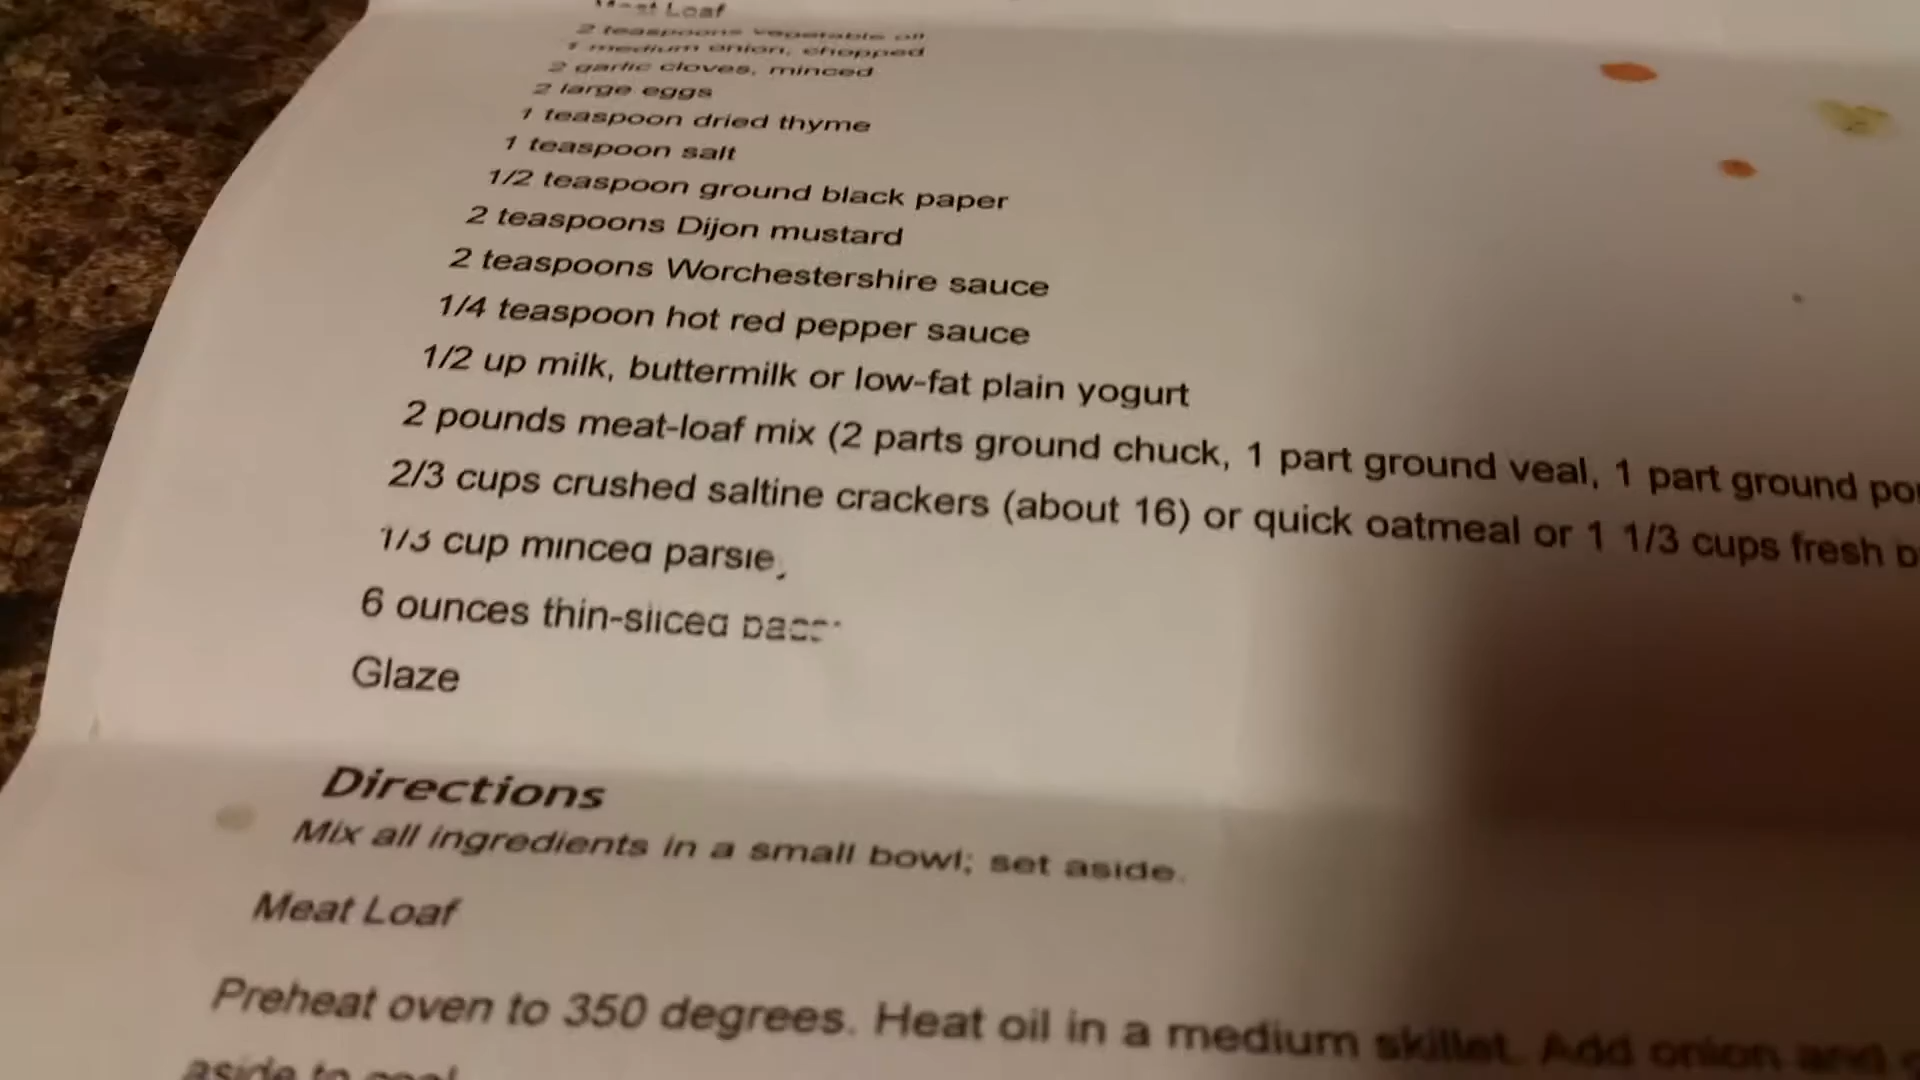 Meat Loaf
2 teaspoons vegetable oil
1 medium onion, chopped
2 garlic cloves, minced
2 large eggs
1 teaspoon dried thyme
1 teaspoon salt
1/2 teaspoon ground black paper
2 teaspoons Dijon mustard
2 teaspoons Worchestershire sauce
1/4 teaspoon hot red pepper sauce
1/2 up milk, buttermilk or low-fat plain yogurt
2 pounds meat-loaf mix (2 parts ground chuck, 1 part ground veal, 1 part ground
2/3 cups crushed saltine crackers (about 16) or quick oatmeal or 1 1/3 cups fresh
1/3 cup minced parsley
6 ounces thin-sliced
Glaze
Directions
Mix all ingredients in a small bowl; set aside.
Meat Loaf
Preheat oven to 350 degrees. Heat oil in a medium skillet. Add onion and
aside to cool